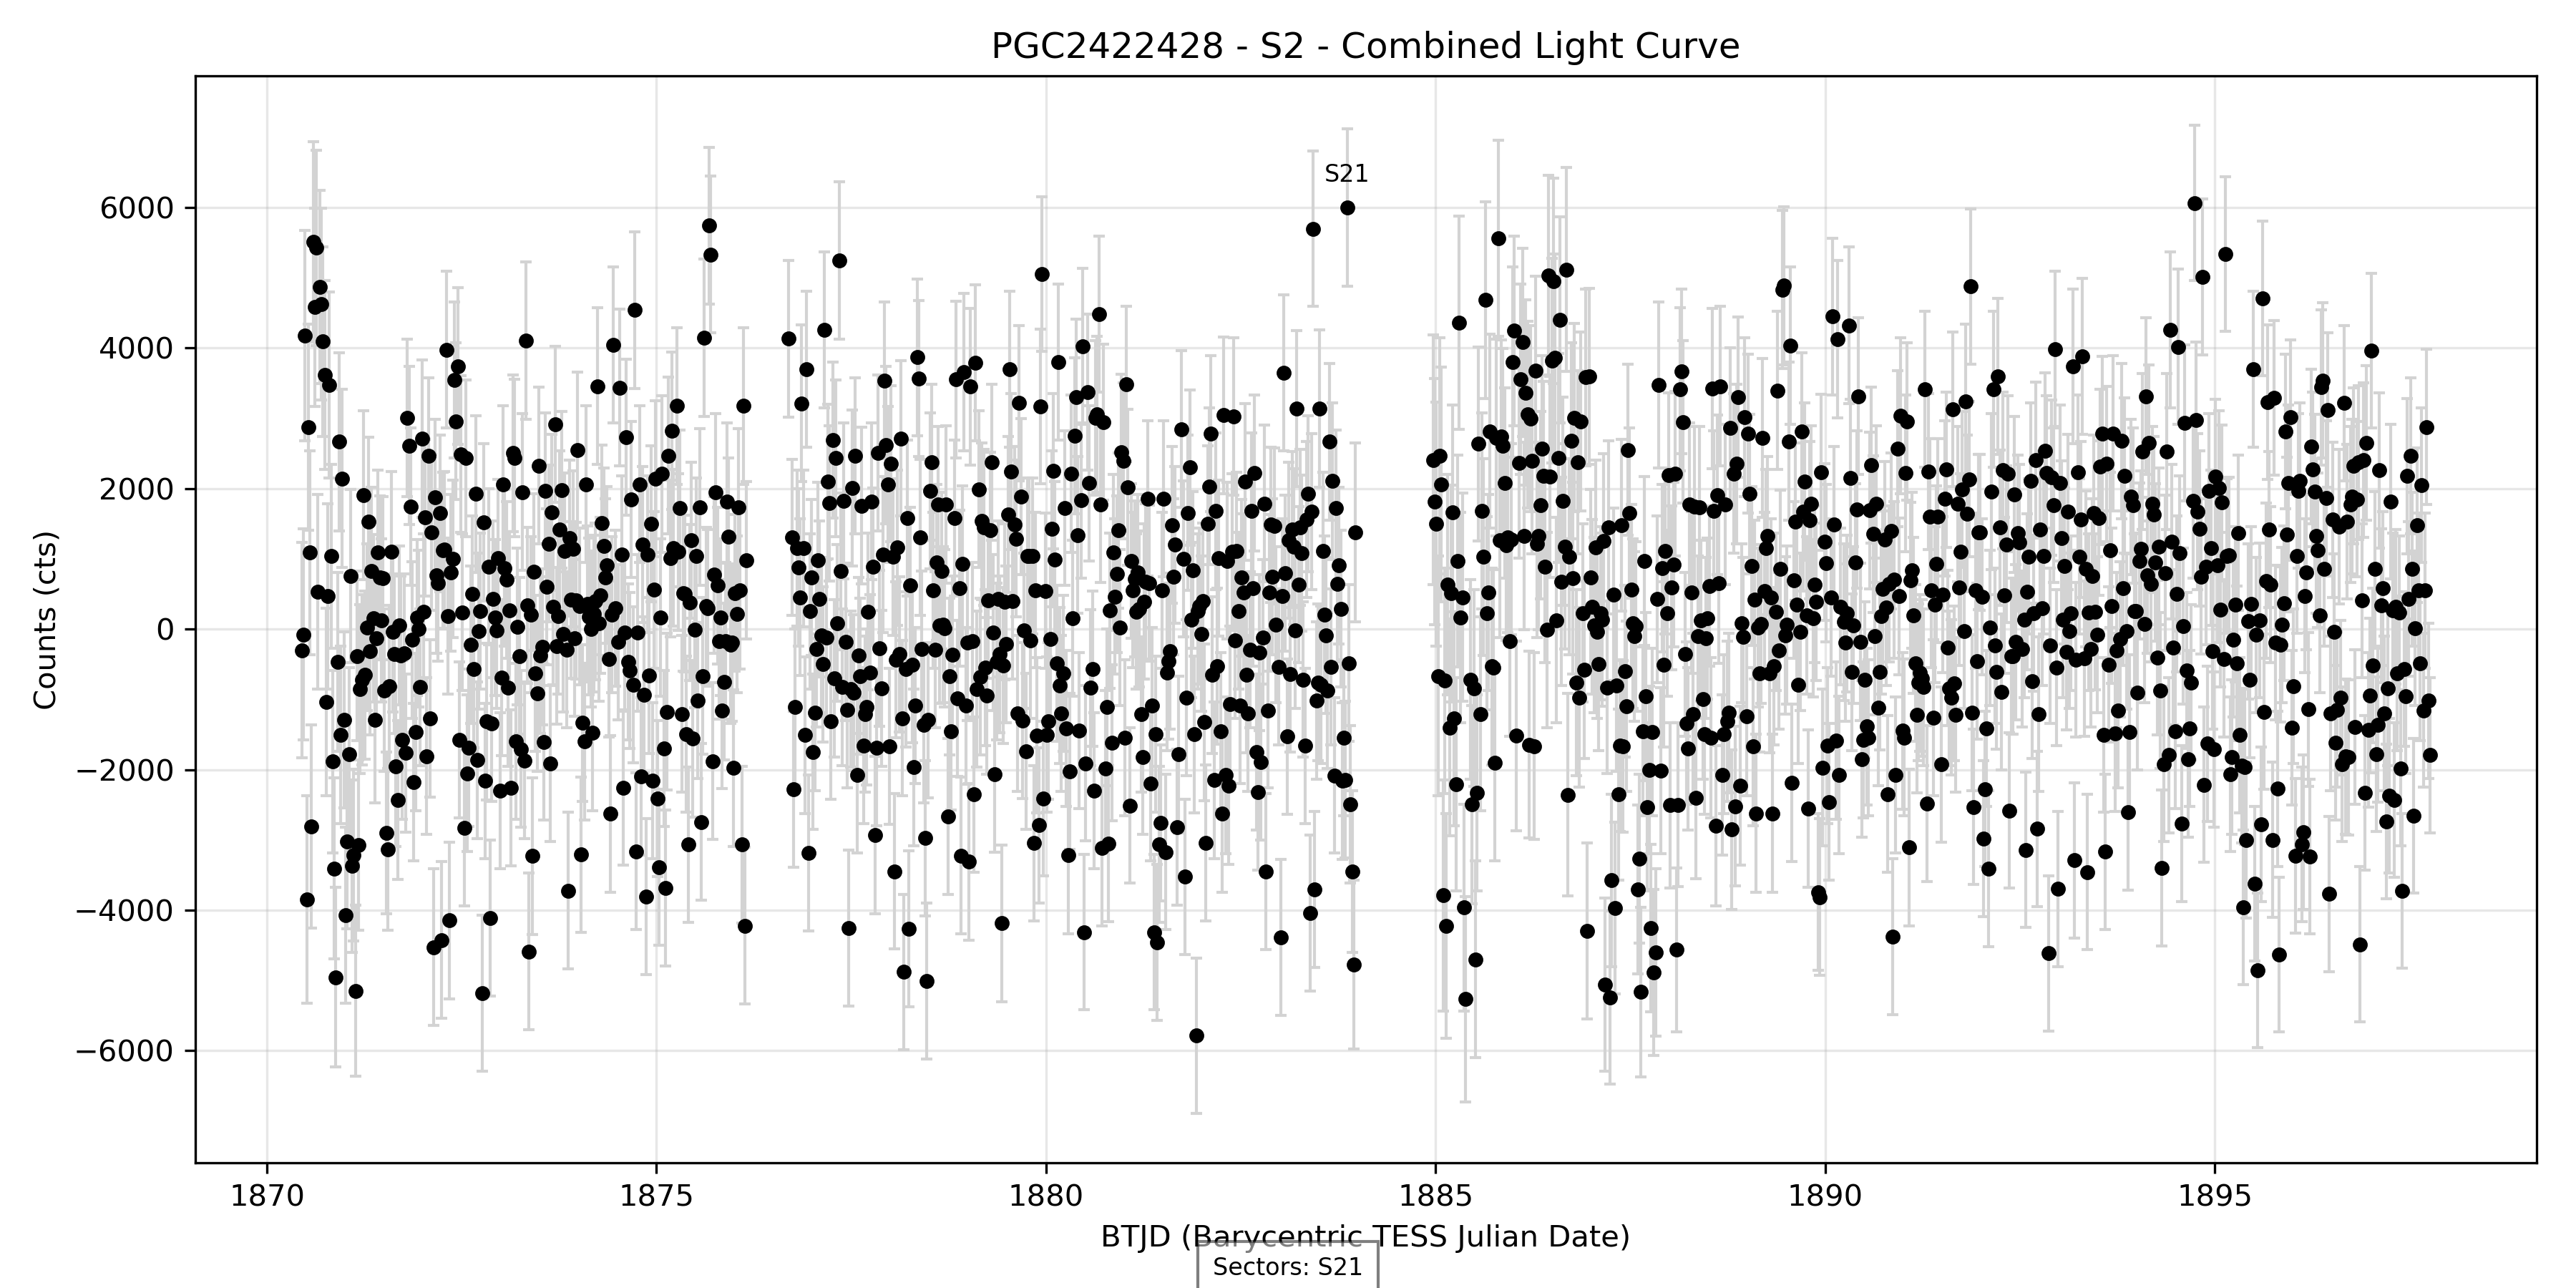 PGC2422428 - S2 - Combined Light Curve
S21
Counts (cts)
6000
4000
2000
0
−2000
−4000
−6000
1870
1875
1880
1885
1890
1895
BTJD (Barycentric TESS Julian Date)
Sectors: S21